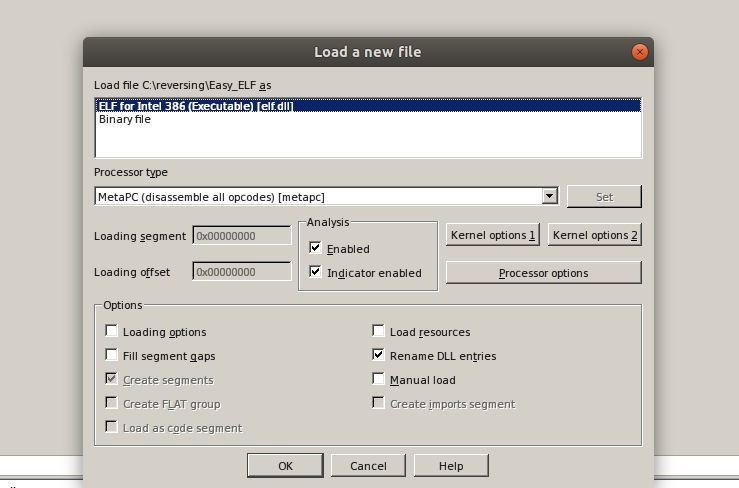 Load a new file
Load file C:\reversing\Easy_ELF as
ELF for Intel 386 (Executable) [elf.dll]
Binary file
Processor type
MetaPC (disassemble all opcodes) [metapc]
Set
Analysis
Loading segment 0x00000000
Enabled
Kernel options 1
Kernel options 2
Loading offset 0x00000000
Indicator enabled
Processor options
Options
Loading options
Load resources
Fill segment gaps
Rename DLL entries
Create segments
Manual load
Create FLAT group
Create imports segment
Load as code segment
OK
Cancel
Help